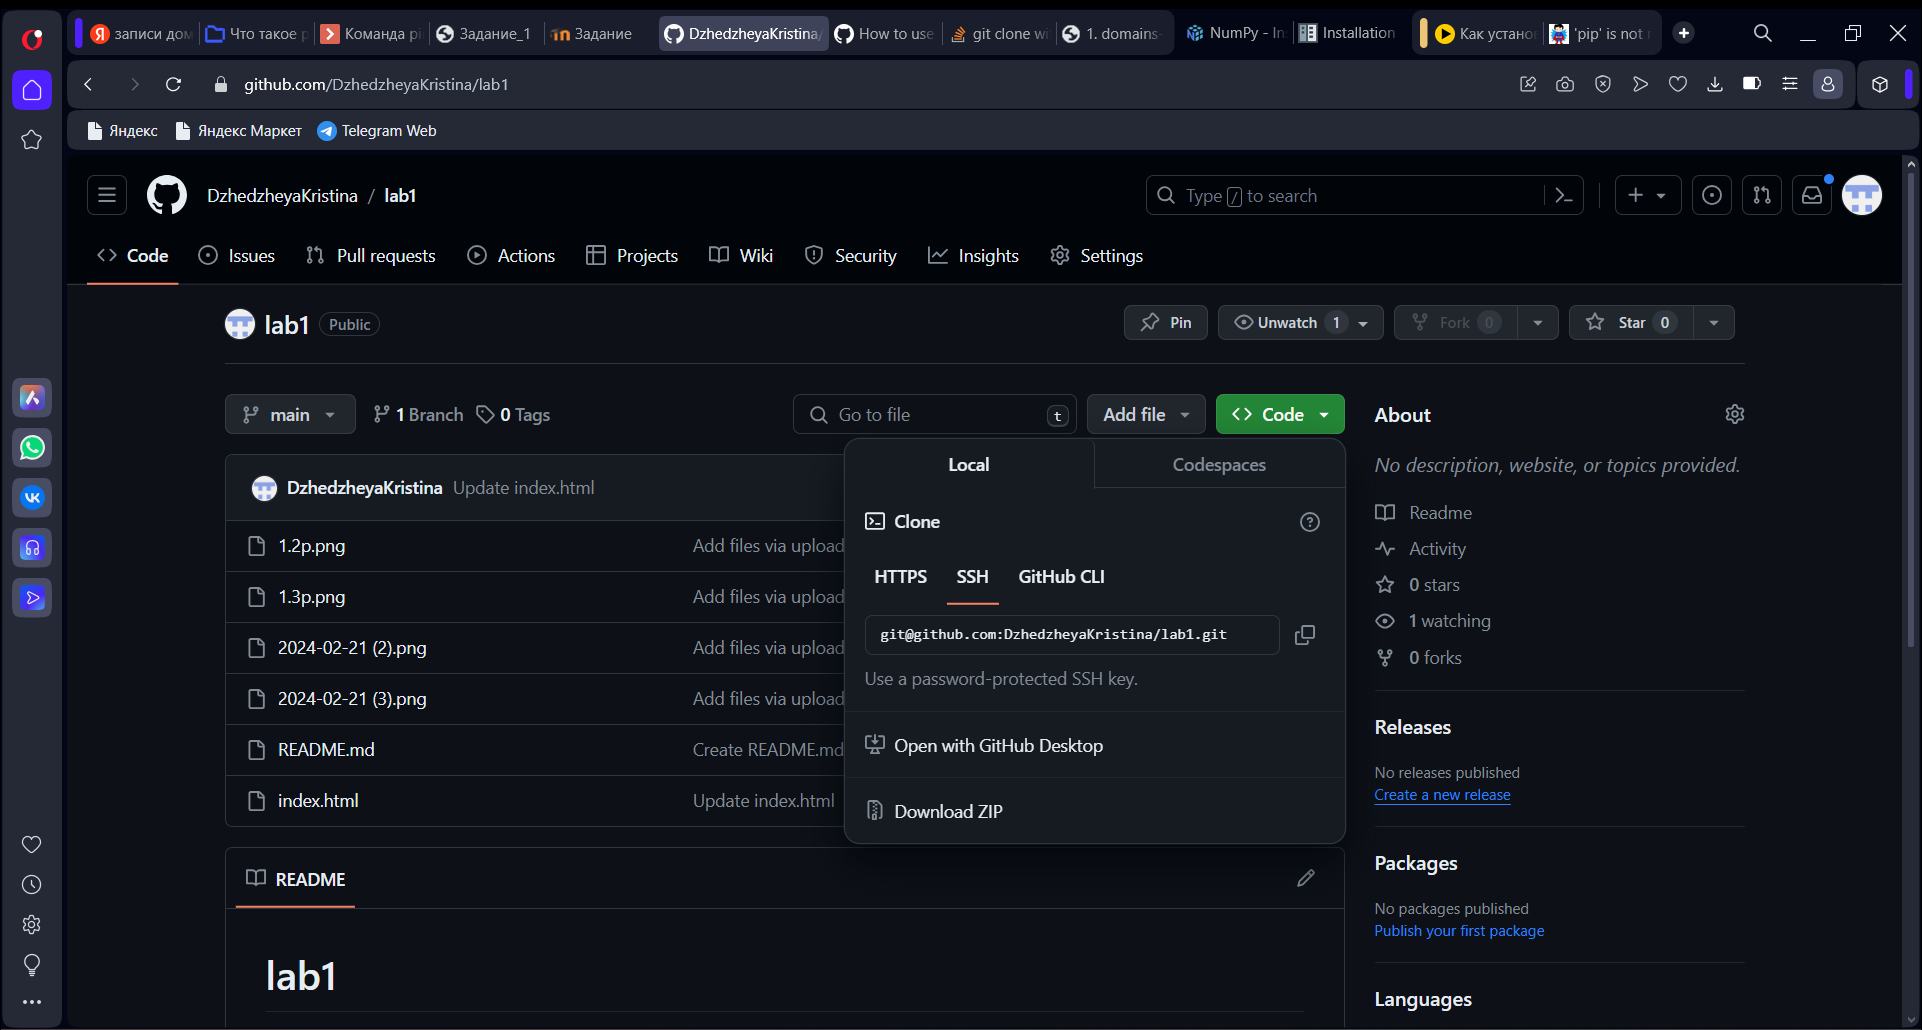 записи дом
Что такое р
Команда pi
Задание_1
Задание
DzhedzheyaKristina/
How to use
git clone wi
1. domains-
NumPy - In
Installation
Как устано
'pip' is not r
github.com/DzhedzheyaKristina/lab1
Яндекс
Яндекс Маркет
Telegram Web
DzhedzheyaKristina / lab1
Type / to search
Code
Issues
Pull requests
Actions
Projects
Wiki
Security
Insights
Settings
lab1 Public
Pin
Unwatch 1
Fork 0
Star 0
main
1 Branch
0 Tags
Go to file t
Add file
Code
DzhedzheyaKristina Update index.html
1.2p.png Add files via upload
1.3p.png Add files via upload
2024-02-21 (2).png Add files via upload
2024-02-21 (3).png Add files via upload
README.md Create README.md
index.html Update index.html
Local
Codespaces
Clone
HTTPS
SSH
GitHub CLI
git@github.com:DzhedzheyaKristina/lab1.git
Use a password-protected SSH key.
Open with GitHub Desktop
Download ZIP
README
lab1
About
No description, website, or topics provided.
Readme
Activity
0 stars
1 watching
0 forks
Releases
No releases published
Create a new release
Packages
No packages published
Publish your first package
Languages